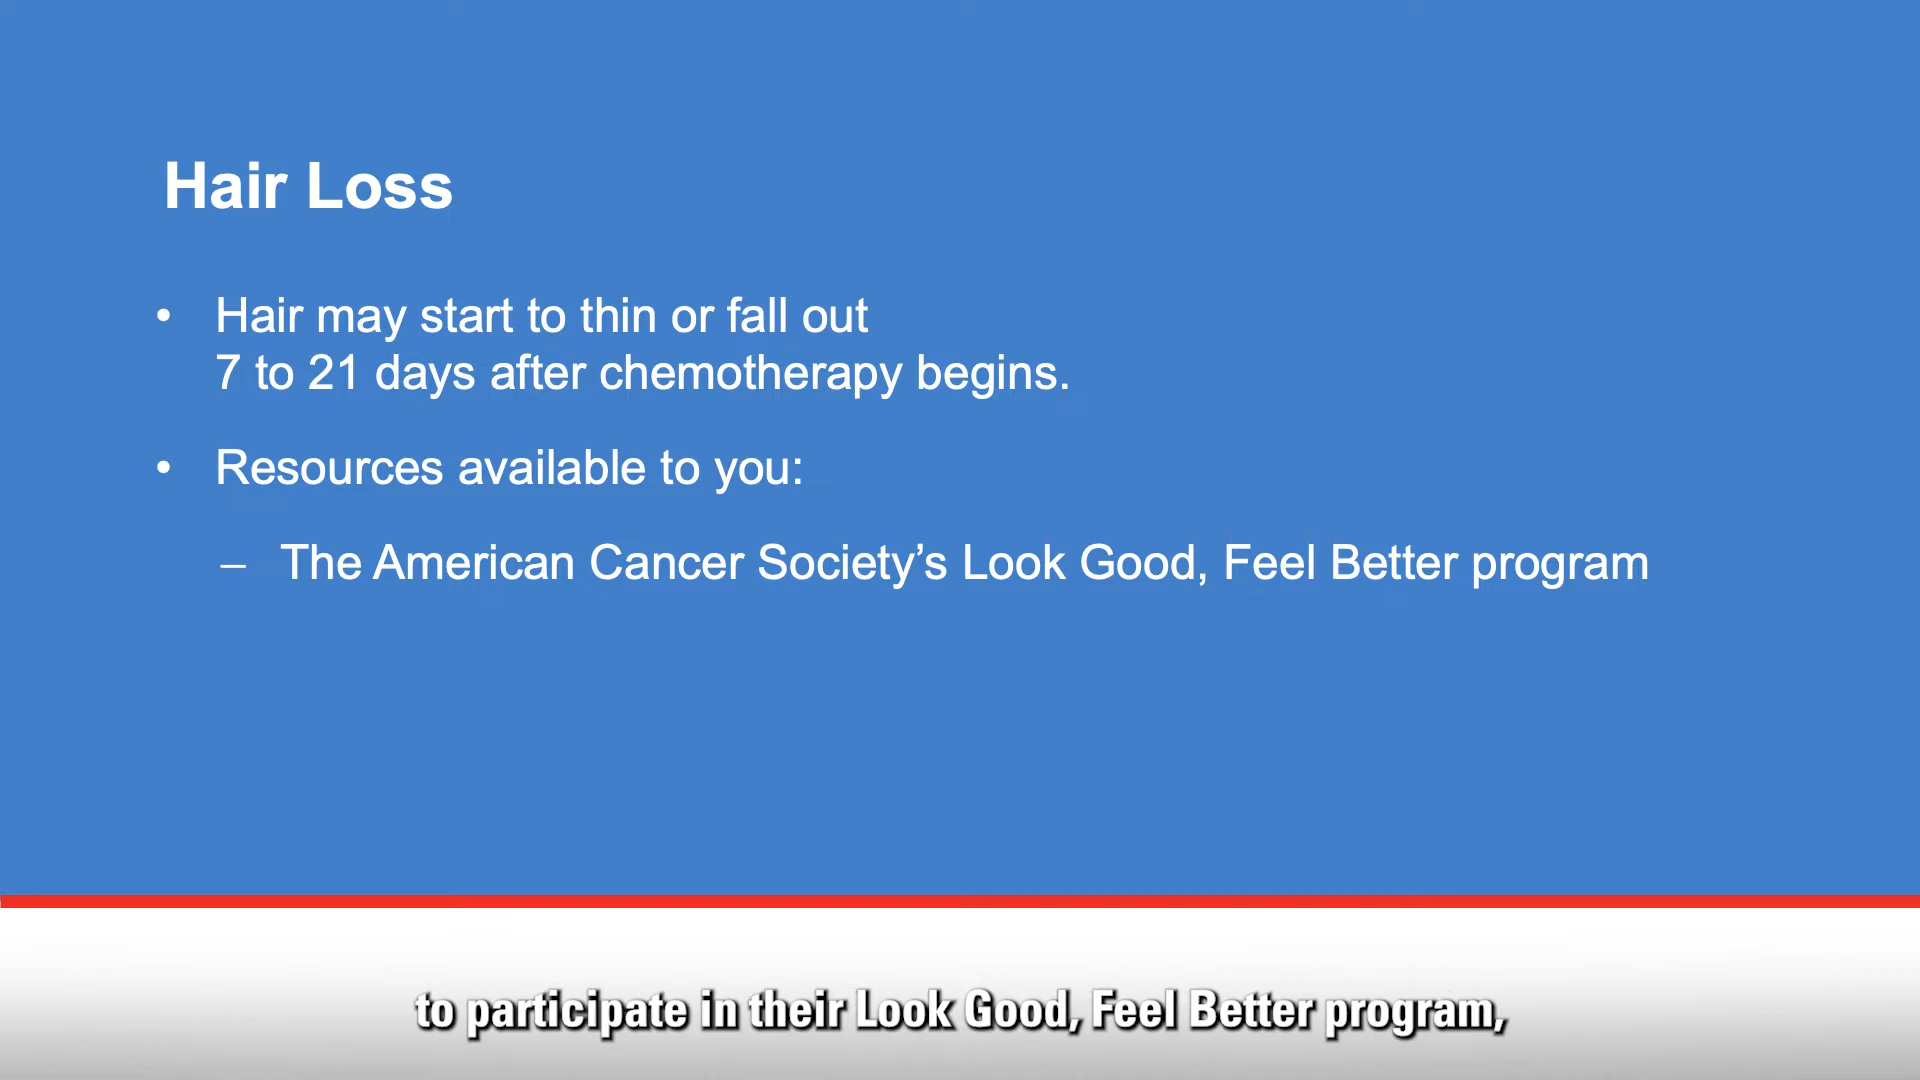 Hair Loss
• Hair may start to thin or fall out
7 to 21 days after chemotherapy begins.
• Resources available to you:
– The American Cancer Society’s Look Good, Feel Better program
to participate in their Look Good, Feel Better program,